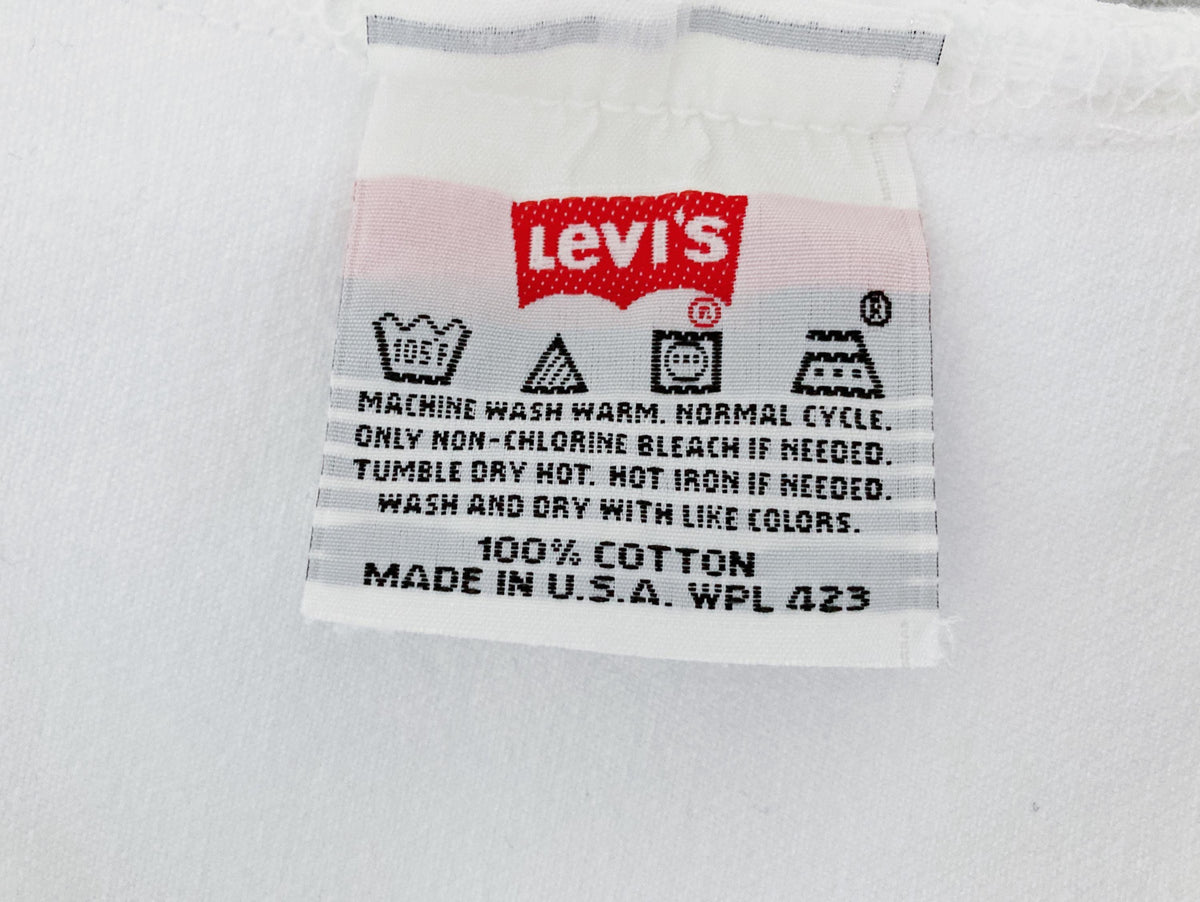 LEVI'S
®
®
105°F
MACHINE WASH WARM. NORMAL CYCLE.
ONLY NON-CHLORINE BLEACH IF NEEDED.
TUMBLE DRY HOT. HOT IRON IF NEEDED.
WASH AND DRY WITH LIKE COLORS.
100% COTTON
MADE IN U.S.A. WPL 423